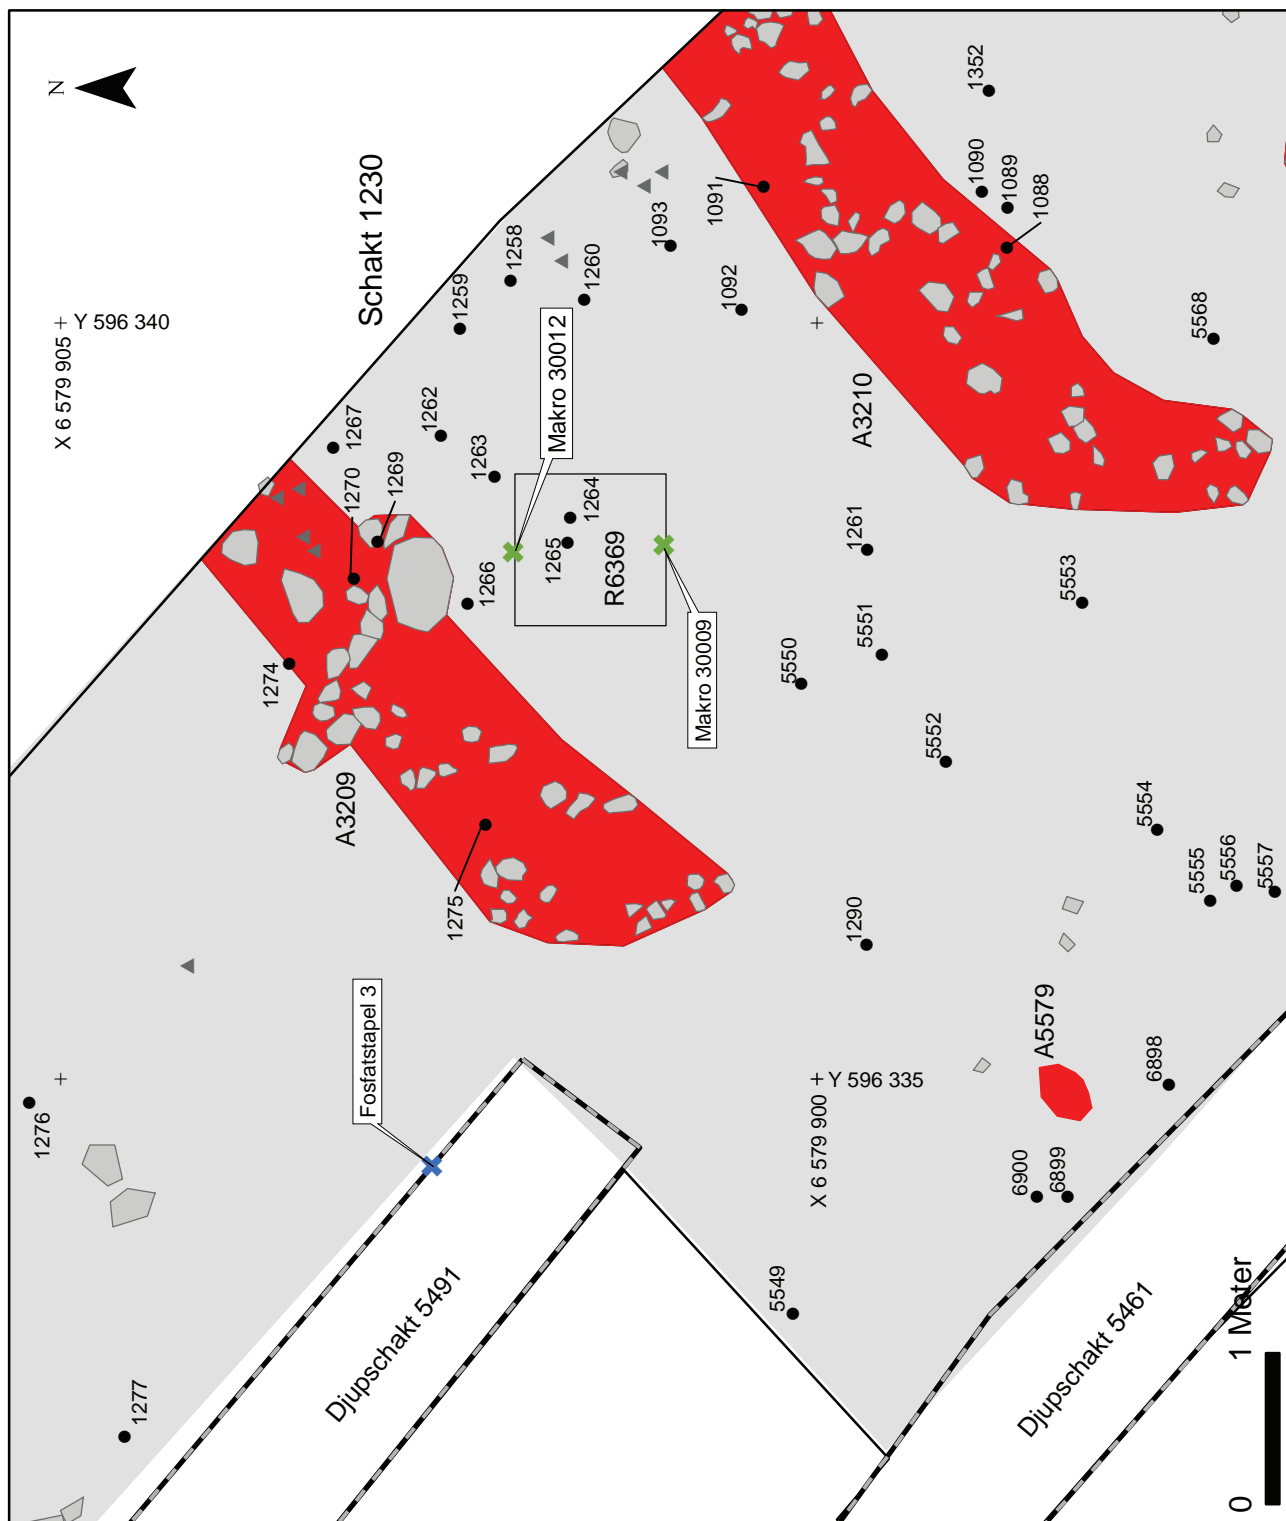 N
X 6 579 905
Y 596 340
Schakt 1230
1352
1090
1089
1088
1091
1093
1092
1258
1259
1260
5568
Makro 30012
A3210
1267
1262
1263
1270
1269
1264
1265
R6369
1266
1261
5553
1274
Makro 30009
5551
5550
5552
A3209
5554
5555
5556
5557
1275
1290
Fosfatstapel 3
A5579
6898
X 6 579 900
Y 596 335
1276
6900
6899
Djupschakt 5491
5549
Djupschakt 5461
1277
0
1 Meter